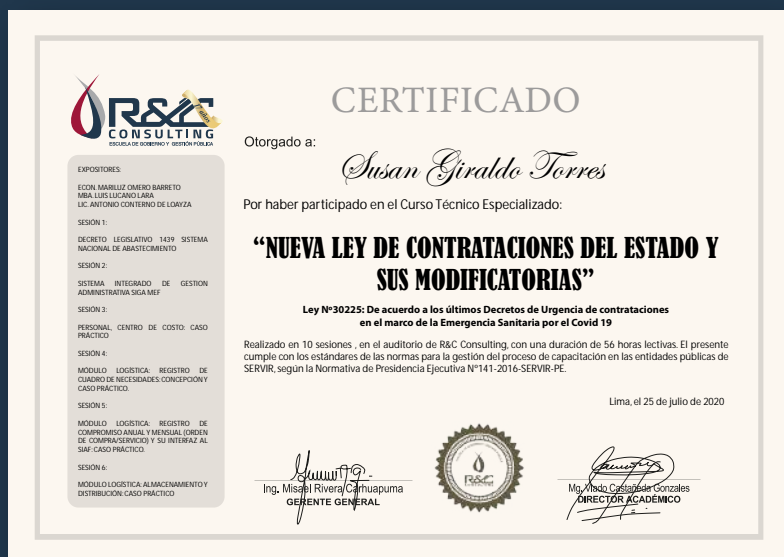 R&C
CONSULTING
ESCUELA DE GOBIERNO Y GESTIÓN PÚBLICA
EXPOSITORES:
ECON. MARILUZ OMERO BARRETO
MBA. LUIS LUCANO LARA
LIC. ANTONIO CONTERNO DE LOAYZA
SESIÓN 1:
DECRETO LEGISLATIVO 1439 SISTEMA
NACIONAL DE ABASTECIMIENTO
SESIÓN 2:
SISTEMA INTEGRADO DE GESTION
ADMINISTRATIVA SIGA MEF
SESIÓN 3:
PERSONAL, CENTRO DE COSTO: CASO
PRÁCTICO
SESIÓN 4:
MÓDULO LOGÍSTICA: REGISTRO DE
CUADRO DE NECESIDADES: CONCEPCIÓN Y
CASO PRÁCTICO.
SESIÓN 5:
MÓDULO LOGÍSTICA: REGISTRO DE
COMPROMISO ANUAL Y MENSUAL (ORDEN
DE COMPRA/SERVICIO) Y SU INTERFAZ AL
SIAF: CASO PRÁCTICO.
SESIÓN 6:
MÓDULO LOGÍSTICA: ALMACENAMIENTO Y
DISTRIBUCIÓN: CASO PRÁCTICO
CERTIFICADO
Otorgado a:
Susan Giraldo Torres
Por haber participado en el Curso Técnico Especializado:
“NUEVA LEY DE CONTRATACIONES DEL ESTADO Y
SUS MODIFICATORIAS”
Ley Nº30225: De acuerdo a los últimos Decretos de Urgencia de contrataciones
en el marco de la Emergencia Sanitaria por el Covid 19
Realizado en 10 sesiones , en el auditorio de R&C Consulting, con una duración de 56 horas lectivas. El presente
cumple con los estándares de las normas para la gestión del proceso de capacitación en las entidades públicas de
SERVIR, según la Normativa de Presidencia Ejecutiva N°141-2016-SERVIR-PE.
Lima, el 25 de julio de 2020
Ing. Misael Rivera Carhuapuma
GERENTE GENERAL
R&C
Mg. Vlado Castañeda Gonzales
DIRECTOR ACADÉMICO